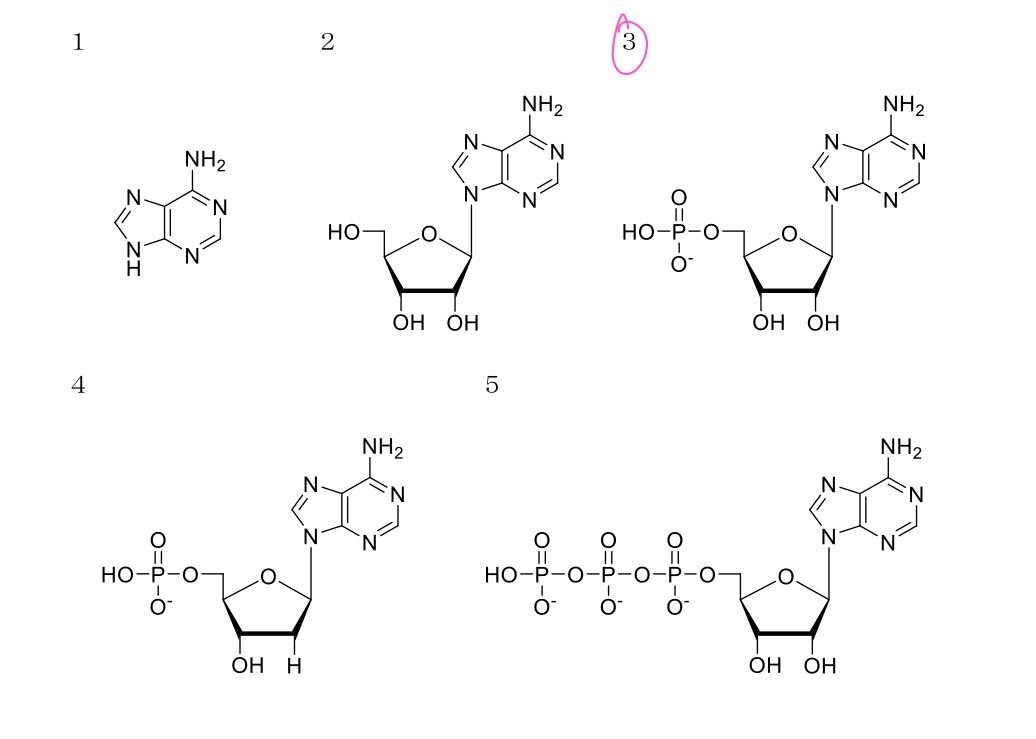 1 2 3
NH2 NH2
NH2 N N N N
N N N N N N
N N O
H HO O HO P O O
O-
OH OH OH OH
4 5
NH2 NH2
N N N N
N N N N
O O O O
HO P O O HO P O P O P O O
O- O- O- O-
OH H OH OH